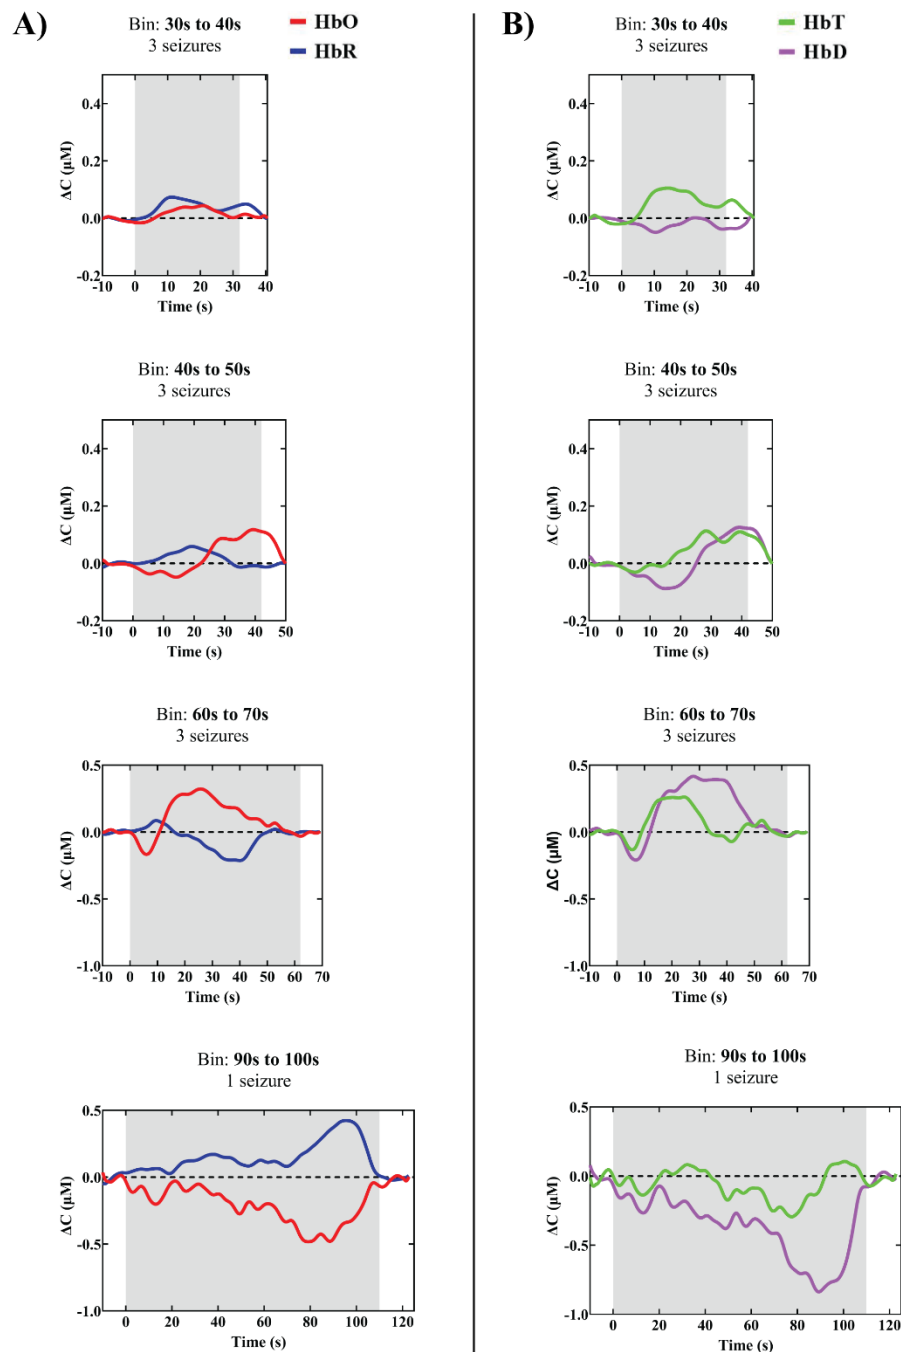 A)
Bin: 30s to 40s
3 seizures
HbO
HbR
0.4
0.2
0.0
-0.2
ΔC (μM)
-10 0 10 20 30 40
Time (s)
Bin: 40s to 50s
3 seizures
0.4
0.2
0.0
-0.2
ΔC (μM)
-10 0 10 20 30 40 50
Time (s)
Bin: 60s to 70s
3 seizures
0.5
0.0
-0.5
-1.0
ΔC (μM)
-10 0 10 20 30 40 50 60 70
Time (s)
Bin: 90s to 100s
1 seizure
0.5
0.0
-0.5
-1.0
ΔC (μM)
0 20 40 60 80 100 120
Time (s)
B)
Bin: 30s to 40s
3 seizures
HbT
HbD
0.4
0.2
0.0
-0.2
ΔC (μM)
-10 0 10 20 30 40
Time (s)
Bin: 40s to 50s
3 seizures
0.4
0.2
0.0
-0.2
ΔC (μM)
-10 0 10 20 30 40 50
Time (s)
Bin: 60s to 70s
3 seizures
0.5
0.0
-0.5
-1.0
ΔC (μM)
-10 0 10 20 30 40 50 60 70
Time (s)
Bin: 90s to 100s
1 seizure
0.5
0.0
-0.5
-1.0
ΔC (μM)
0 20 40 60 80 100 120
Time (s)